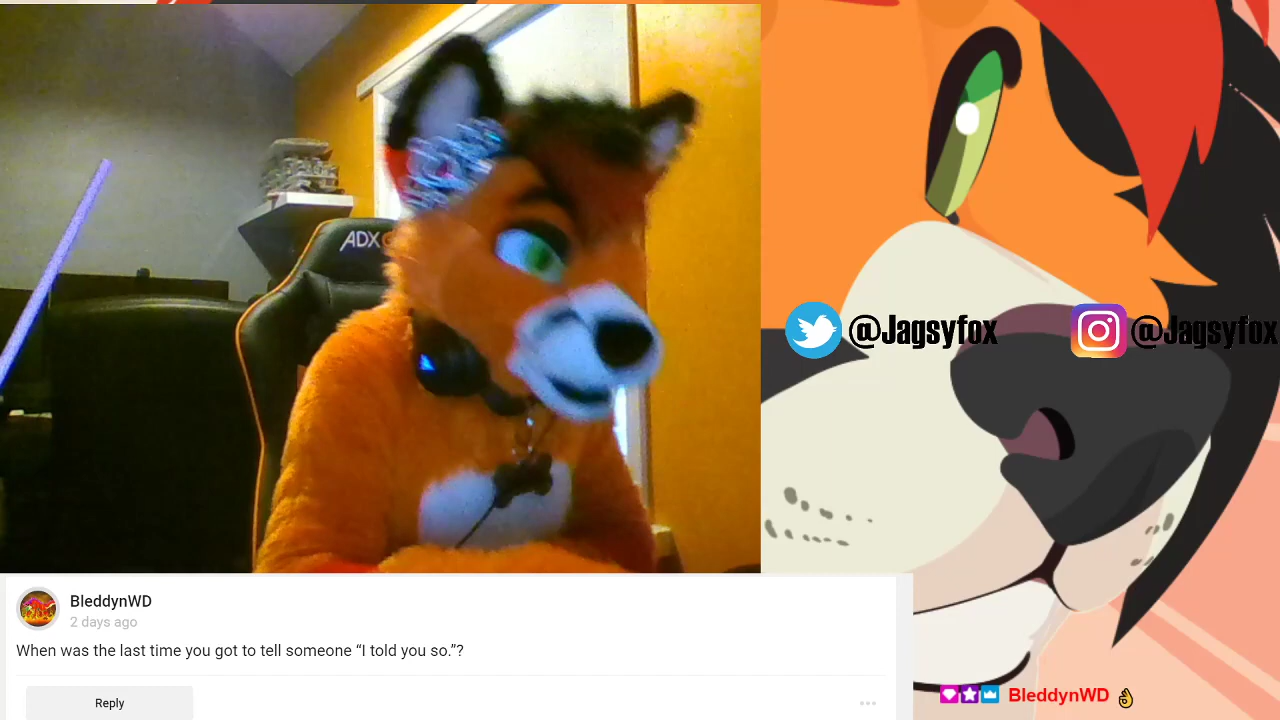 ADX
@Jagsyfox
@Jagsyfox
BleddynWD
2 days ago
When was the last time you got to tell someone “I told you so.”?
Reply
BleddynWD